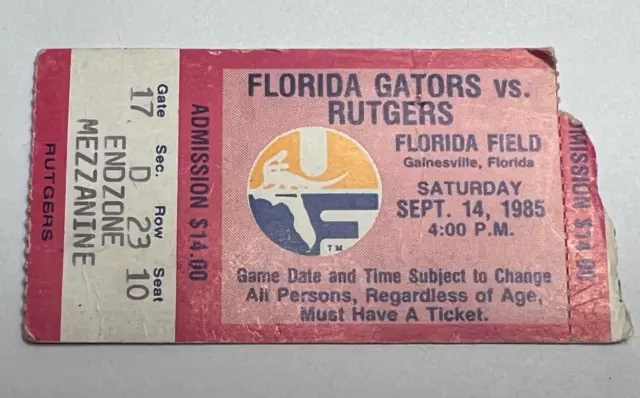 RUTGERS
Gate Sec. Row Seat
17 D 23 10
ENDZONE
MEZZANINE
ADMISSION $14.00
FLORIDA GATORS vs.
RUTGERS
FLORIDA FIELD
Gainesville, Florida
SATURDAY
SEPT. 14, 1985
4:00 P.M.
UF
TM
Game Date and Time Subject to Change
All Persons, Regardless of Age,
Must Have A Ticket.
MISSION $14.00